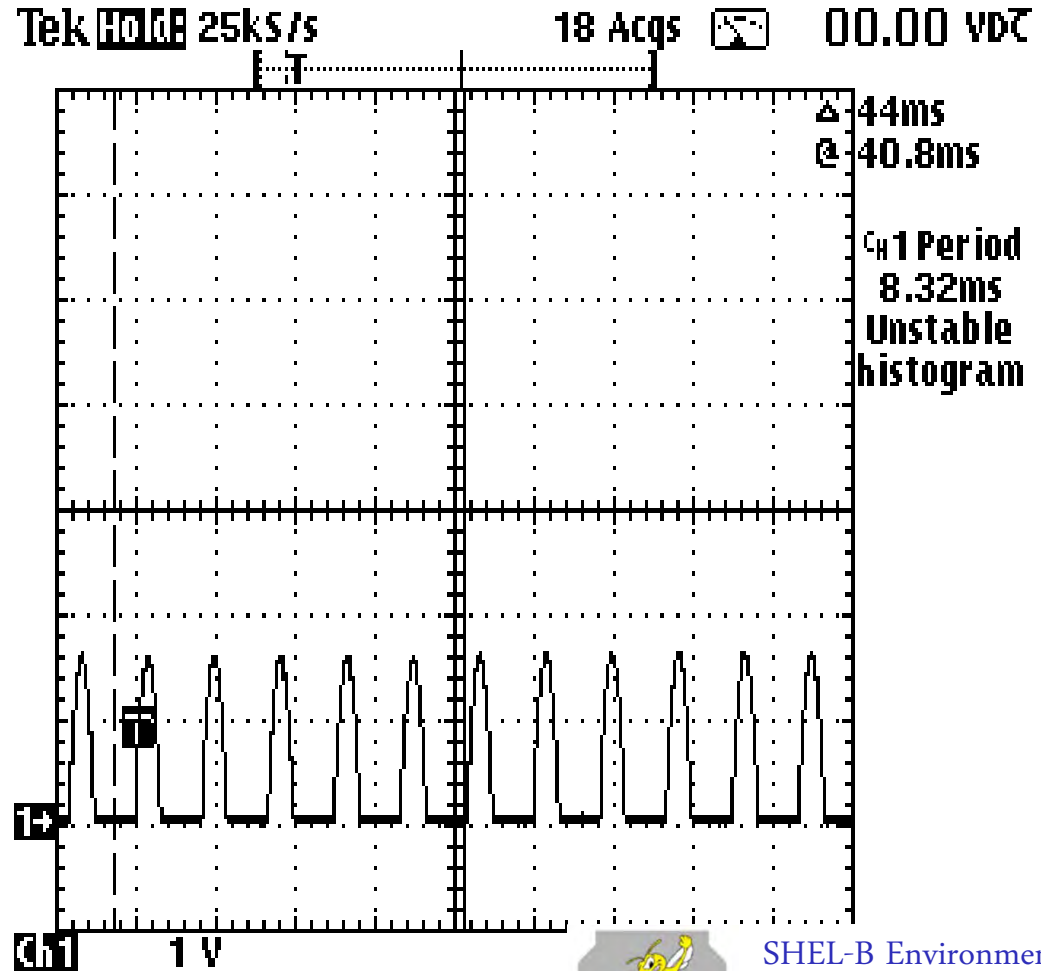 Tek HOLD: 25kS/s 18 Acqs 00.00 VDC
T
Δ 44ms
@ 40.8ms
CH1 Period
8.32ms
Unstable
histogram
T
1→
Ch1 1 V
SHEL-B Environmen